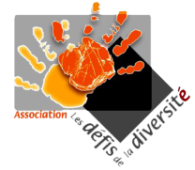 Association Les
défis
de la diversité